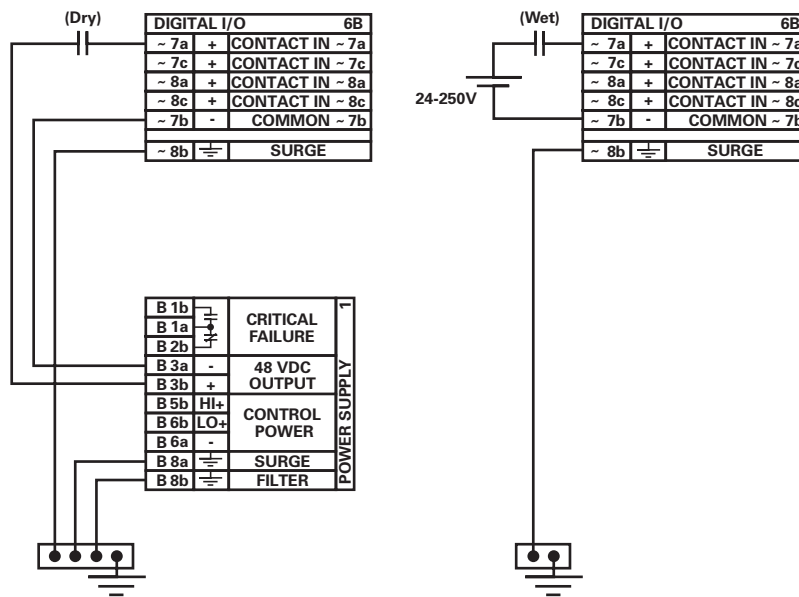 (Dry)
DIGITAL I/O 6B
~ 7a + CONTACT IN ~ 7a
~ 7c + CONTACT IN ~ 7c
~ 8a + CONTACT IN ~ 8a
~ 8c + CONTACT IN ~ 8c
~ 7b - COMMON ~ 7b
~ 8b SURGE
B 1b
B 1a
B 2b
CRITICAL
FAILURE
B 3a -
B 3b +
48 VDC
OUTPUT
B 5b HI+
B 6b LO+
B 6a -
CONTROL
POWER
B 8a SURGE
B 8b FILTER
POWER SUPPLY 1
(Wet)
24-250V
DIGITAL I/O 6B
~ 7a + CONTACT IN ~ 7a
~ 7c + CONTACT IN ~ 7c
~ 8a + CONTACT IN ~ 8a
~ 8c + CONTACT IN ~ 8c
~ 7b - COMMON ~ 7b
~ 8b SURGE